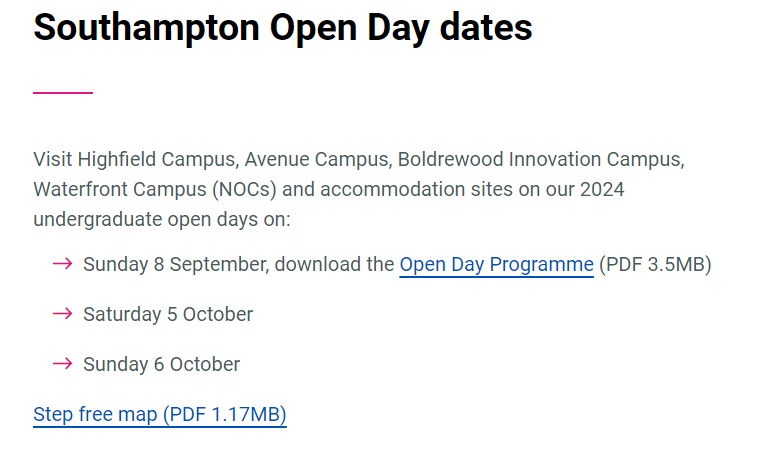 Southampton Open Day dates
Visit Highfield Campus, Avenue Campus, Boldrewood Innovation Campus,
Waterfront Campus (NOCs) and accommodation sites on our 2024
undergraduate open days on:
→ Sunday 8 September, download the Open Day Programme (PDF 3.5MB)
→ Saturday 5 October
→ Sunday 6 October
Step free map (PDF 1.17MB)